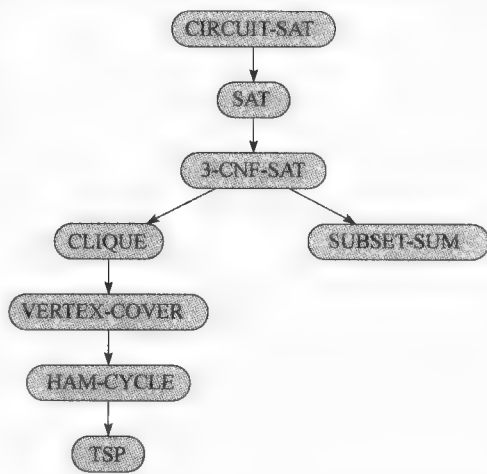 CIRCUIT-SAT
SAT
3-CNF-SAT
CLIQUE
SUBSET-SUM
VERTEX-COVER
HAM-CYCLE
TSP